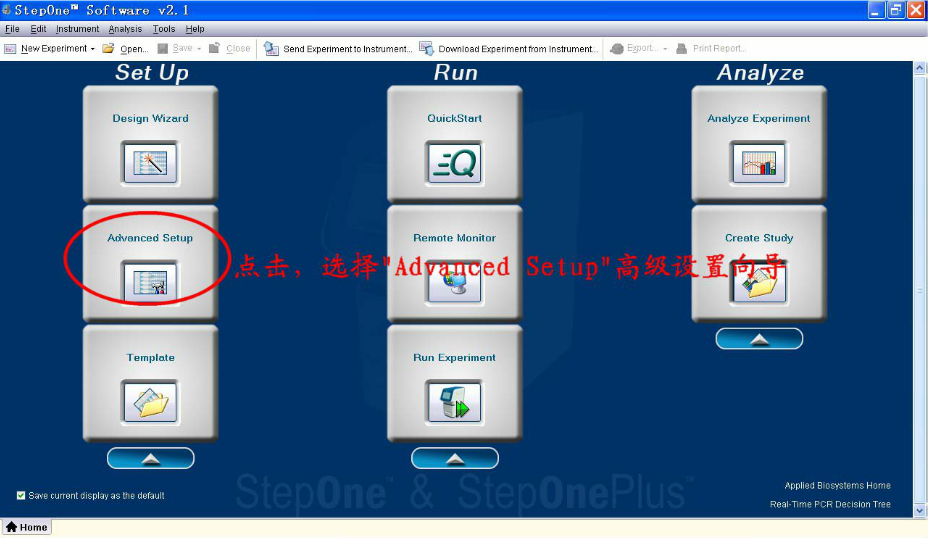 StepOne™ Software v2.1
File Edit Instrument Analysis Tools Help
New Experiment Open... Save Close Send Experiment to Instrument... Download Experiment from Instrument... Export... Print Report...
Set Up Run Analyze
Design Wizard QuickStart Analyze Experiment
Advanced Setup Remote Monitor Create Study
点击，选择"Advanced Setup"高级设置向导
Template Run Experiment
StepOne™ & StepOnePlus™
Save current display as the default
Applied Biosystems Home
Real-Time PCR Decision Tree
Home